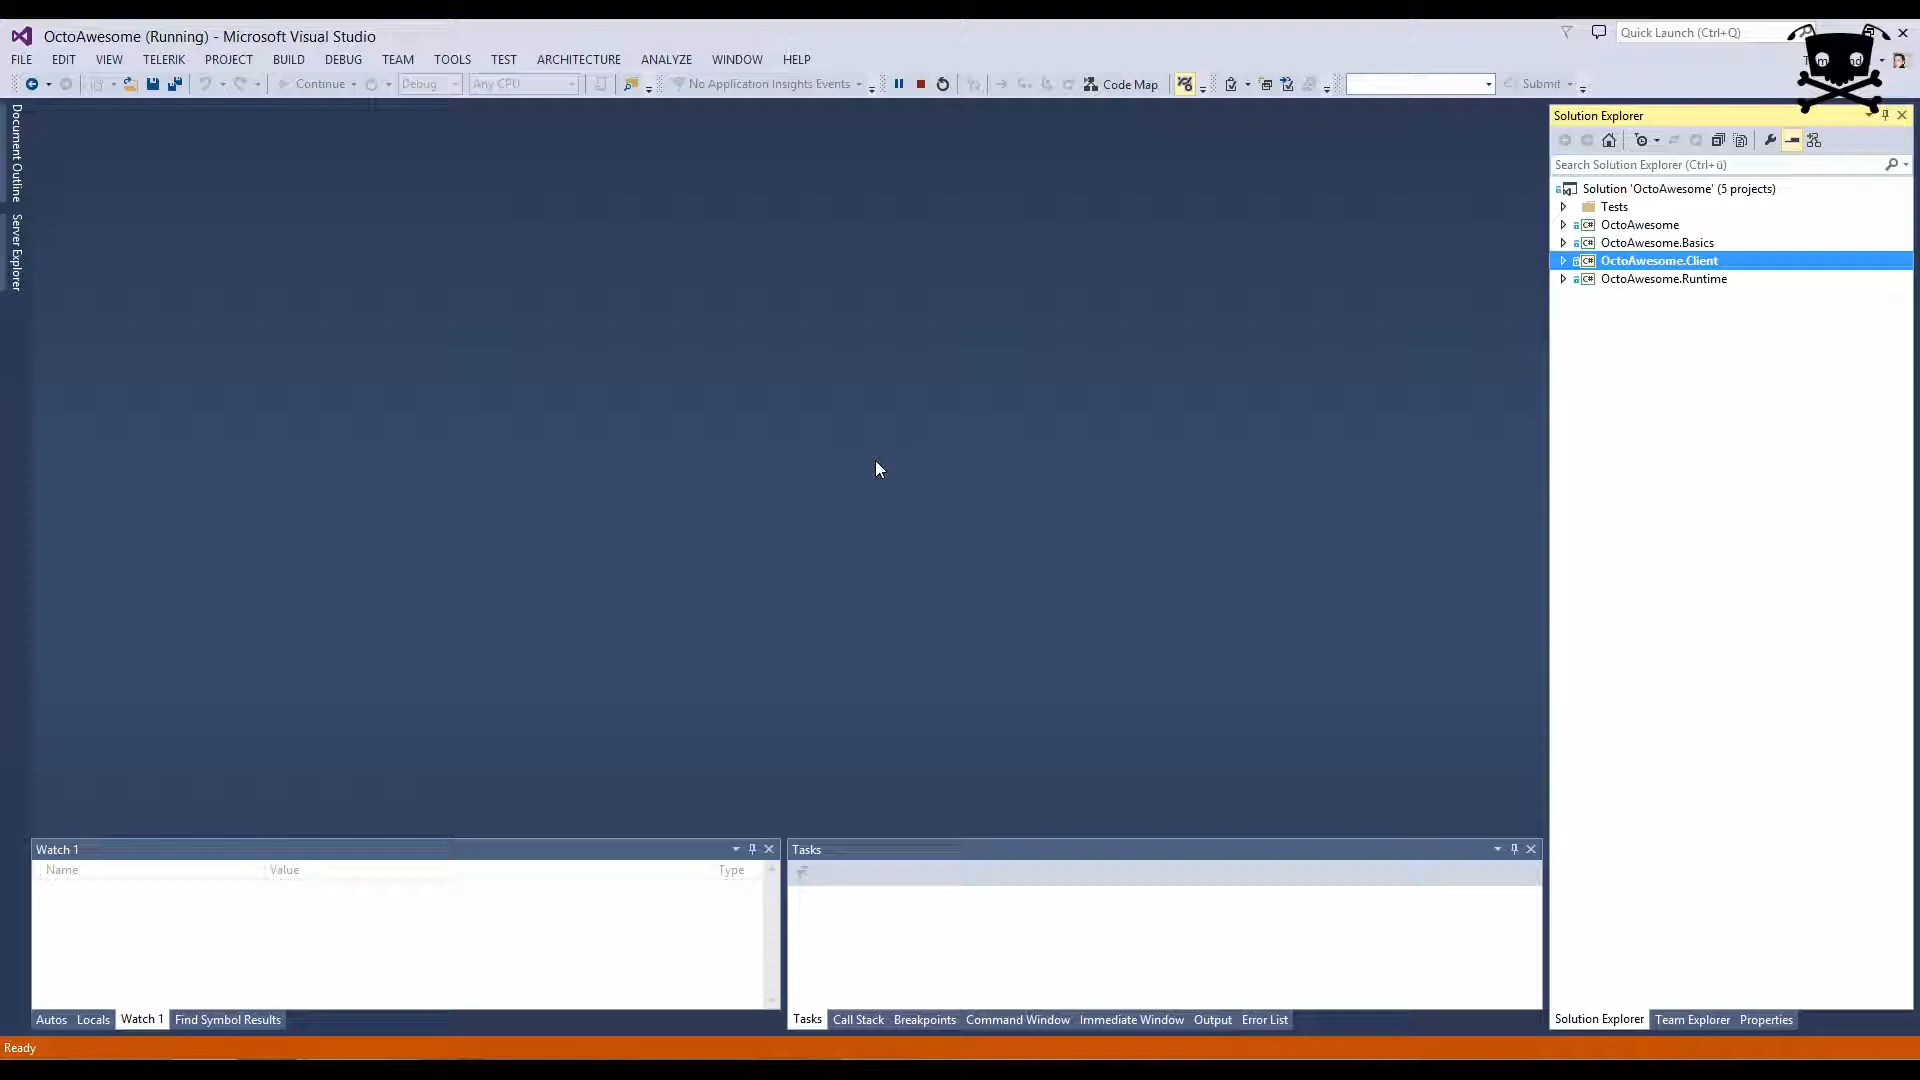 OctoAwesome (Running) - Microsoft Visual Studio
Quick Launch (Ctrl+Q)
FILE EDIT VIEW TELERIK PROJECT BUILD DEBUG TEAM TOOLS TEST ARCHITECTURE ANALYZE WINDOW HELP
Continue Debug Any CPU No Application Insights Events Code Map Submit
Document Outline
Server Explorer
Solution Explorer
Search Solution Explorer (Ctrl+ü)
Solution 'OctoAwesome' (5 projects)
Tests
OctoAwesome
OctoAwesome.Basics
OctoAwesome.Client
OctoAwesome.Runtime
Watch 1
Name Value Type
Autos Locals Watch 1 Find Symbol Results
Tasks
Tasks Call Stack Breakpoints Command Window Immediate Window Output Error List
Solution Explorer Team Explorer Properties
Ready